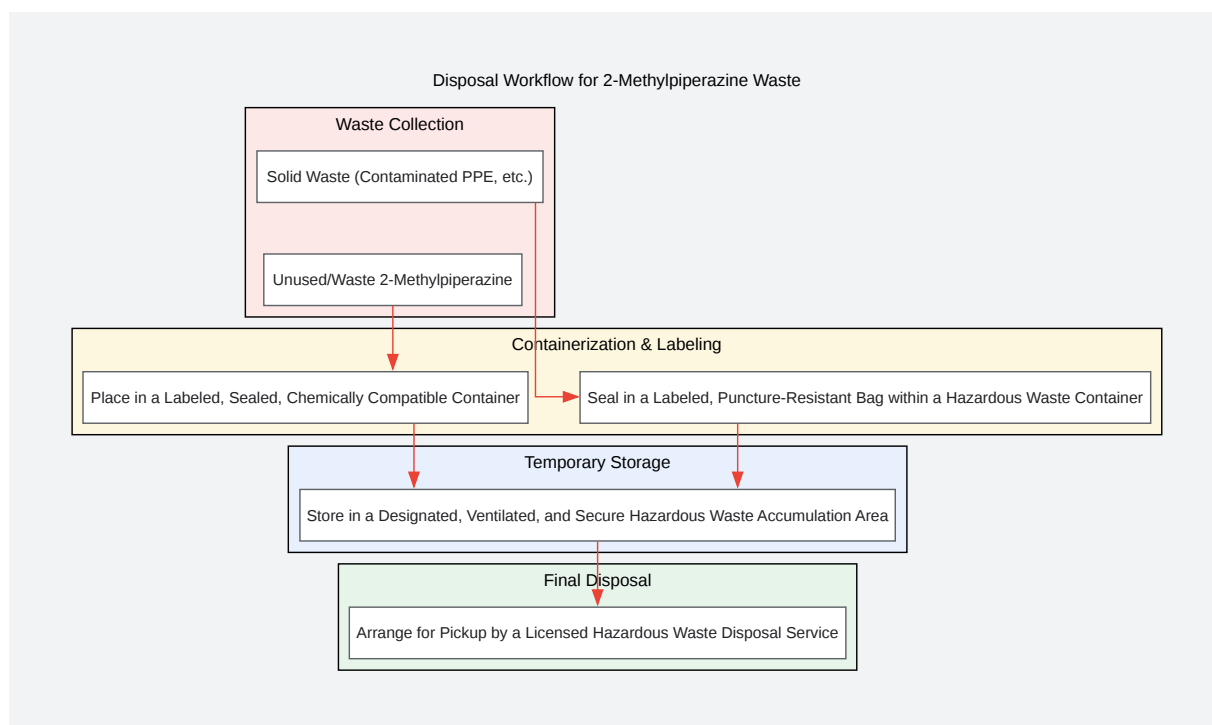 Disposal Workflow for 2-Methylpiperazine Waste
Waste Collection
Solid Waste (Contaminated PPE, etc.)
Unused/Waste 2-Methylpiperazine
Containerization & Labeling
Place in a Labeled, Sealed, Chemically Compatible Container
Seal in a Labeled, Puncture-Resistant Bag within a Hazardous Waste Container
Temporary Storage
Store in a Designated, Ventilated, and Secure Hazardous Waste Accumulation Area
Final Disposal
Arrange for Pickup by a Licensed Hazardous Waste Disposal Service